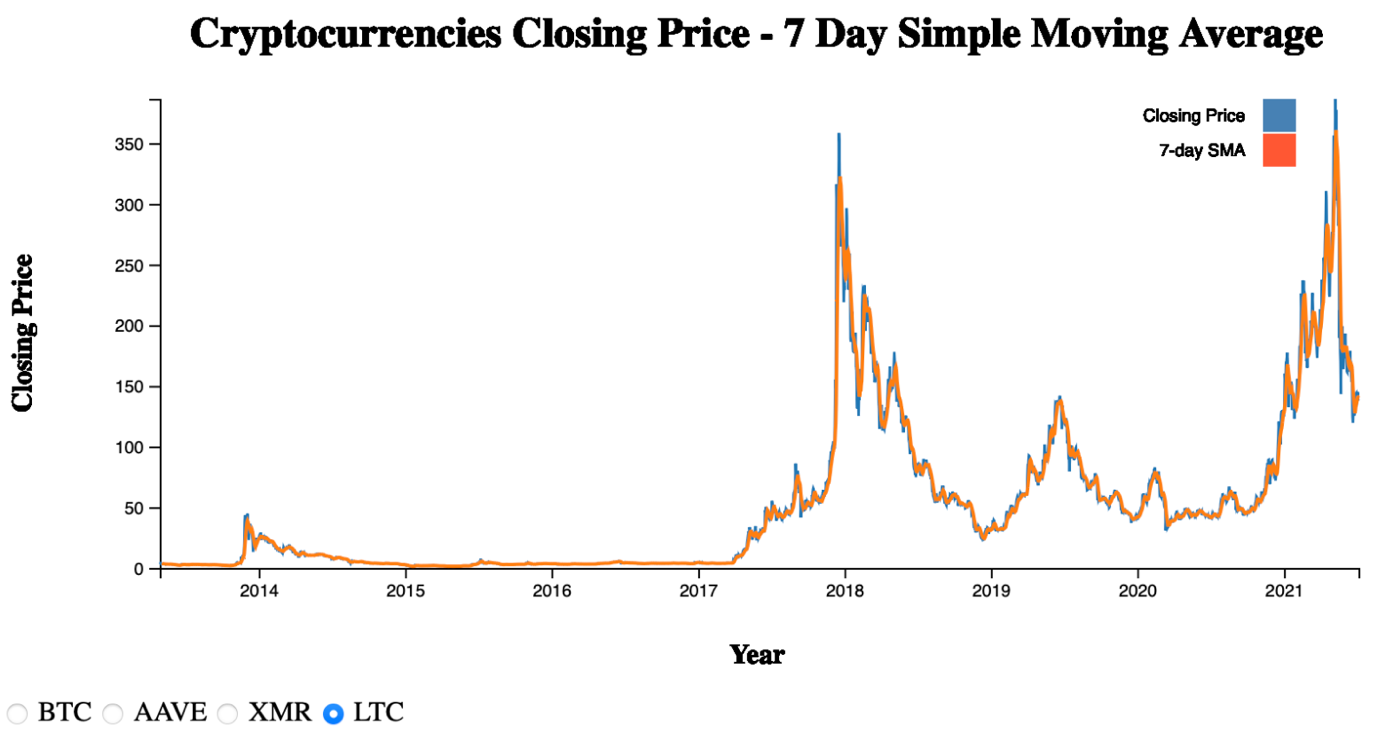 Cryptocurrencies Closing Price - 7 Day Simple Moving Average
Closing Price
7-day SMA
350
300
250
200
150
100
50
0
Closing Price
2014 2015 2016 2017 2018 2019 2020 2021
Year
BTC AAVE XMR LTC